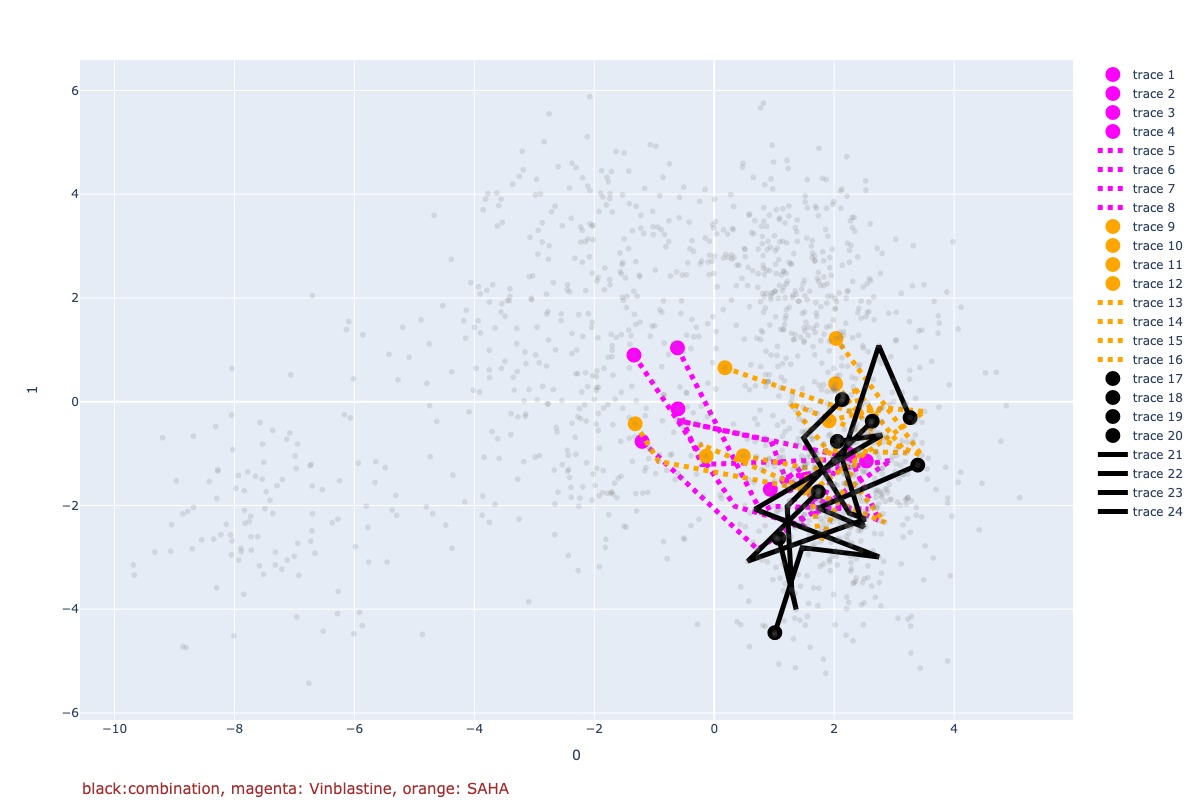 6
4
2
0
−2
−4
−6
1
−10
−8
−6
−4
−2
0
2
4
0
trace 1
trace 2
trace 3
trace 4
trace 5
trace 6
trace 7
trace 8
trace 9
trace 10
trace 11
trace 12
trace 13
trace 14
trace 15
trace 16
trace 17
trace 18
trace 19
trace 20
trace 21
trace 22
trace 23
trace 24
black:combination, magenta: Vinblastine, orange: SAHA